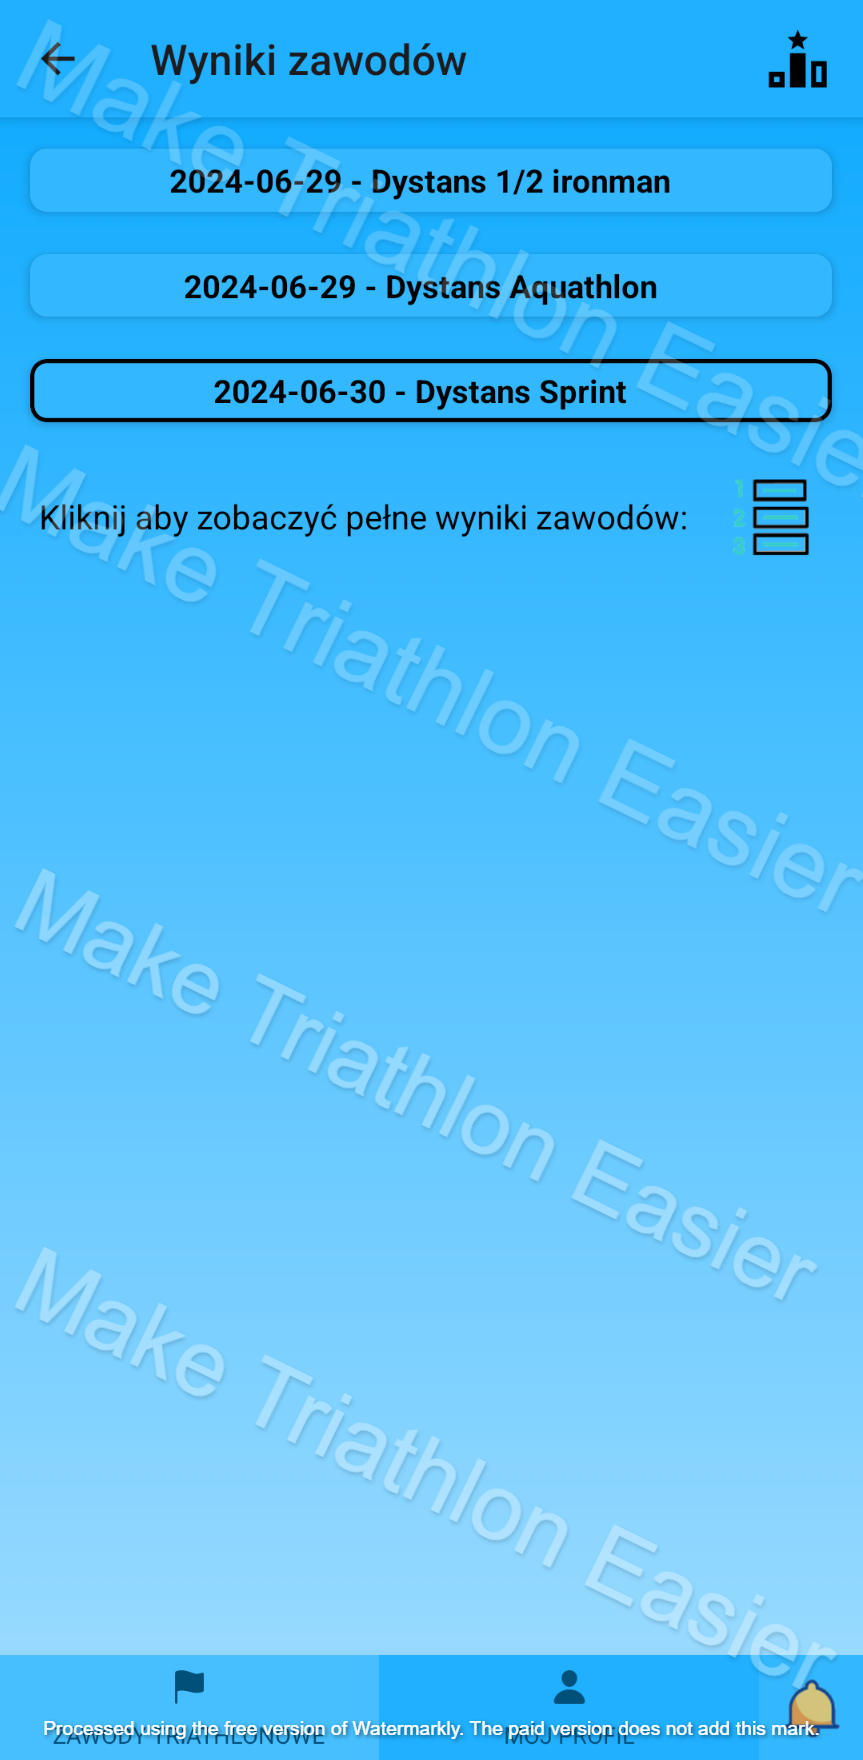 Wyniki zawodów
2024-06-29 - Dystans 1/2 ironman
2024-06-29 - Dystans Aquathlon
2024-06-30 - Dystans Sprint
Kliknij aby zobaczyć pełne wyniki zawodów:
1
2
3
Make Triathlon Easier
Make Triathlon Easier
Make Triathlon Easier
Make Triathlon Easier
ZAWODY TRIATHLONOWE
MÓJ PROFIL
Processed using the free version of Watermarkly. The paid version does not add this mark.